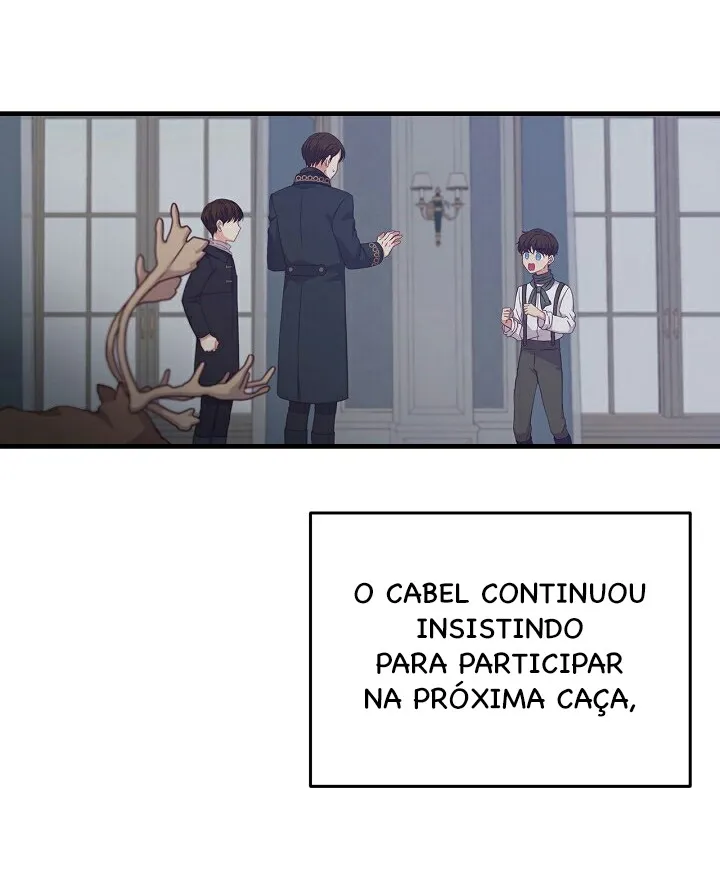 O CABEL CONTINUOU
INSISTINDO
PARA PARTICIPAR
NA PRÓXIMA CAÇA,